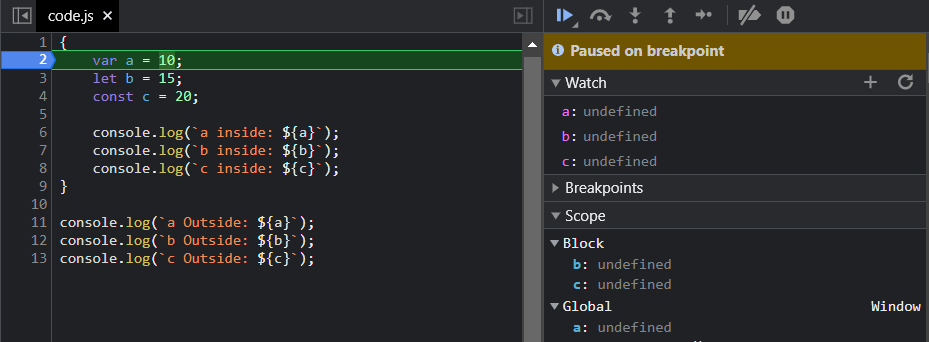 code.js ×
1 {
2     var a = 10;
3     let b = 15;
4     const c = 20;
5
6     console.log(`a inside: ${a}`);
7     console.log(`b inside: ${b}`);
8     console.log(`c inside: ${c}`);
9 }
10
11 console.log(`a Outside: ${a}`);
12 console.log(`b Outside: ${b}`);
13 console.log(`c Outside: ${c}`);
Paused on breakpoint
Watch
a: undefined
b: undefined
c: undefined
Breakpoints
Scope
Block
b: undefined
c: undefined
Global Window
a: undefined